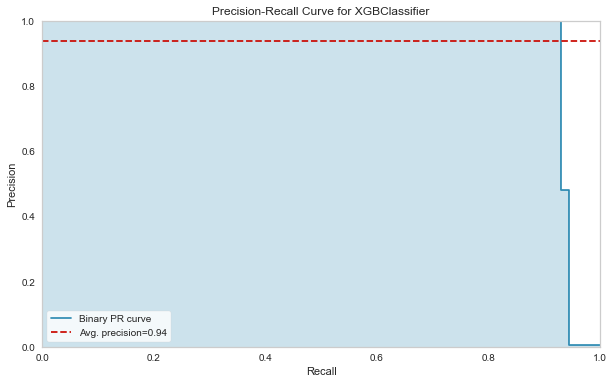 Precision-Recall Curve for XGBClassifier
1.0
0.8
0.6
0.4
0.2
0.0
Precision
Binary PR curve
Avg. precision=0.94
0.0 0.2 0.4 0.6 0.8 1.0
Recall